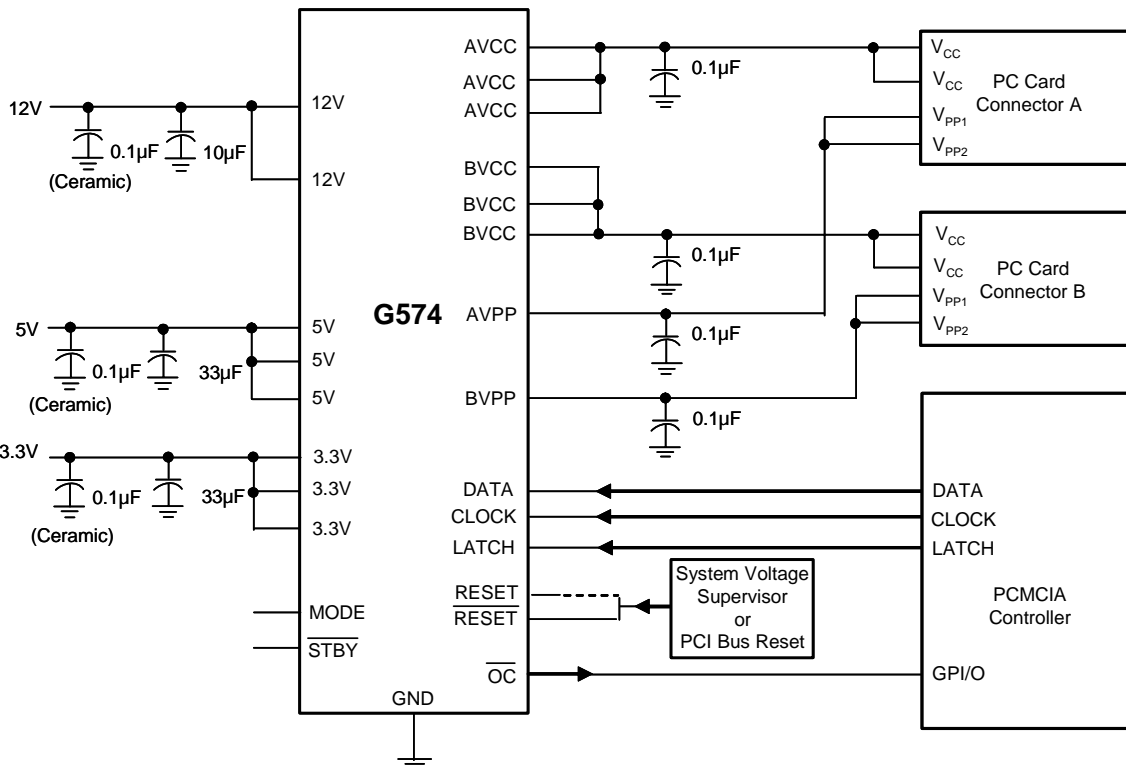 12V
0.1µF
10µF
(Ceramic)
5V
0.1µF
33µF
(Ceramic)
3.3V
0.1µF
33µF
(Ceramic)
12V
12V
5V
5V
5V
3.3V
3.3V
3.3V
MODE
STBY
G574
GND
AVCC
AVCC
AVCC
BVCC
BVCC
BVCC
AVPP
BVPP
DATA
CLOCK
LATCH
RESET
RESET
OC
0.1µF
0.1µF
0.1µF
0.1µF
System Voltage
Supervisor
or
PCI Bus Reset
VCC
VCC
VPP1
VPP2
PC Card
Connector A
VCC
VCC
VPP1
VPP2
PC Card
Connector B
DATA
CLOCK
LATCH
PCMCIA
Controller
GPI/O